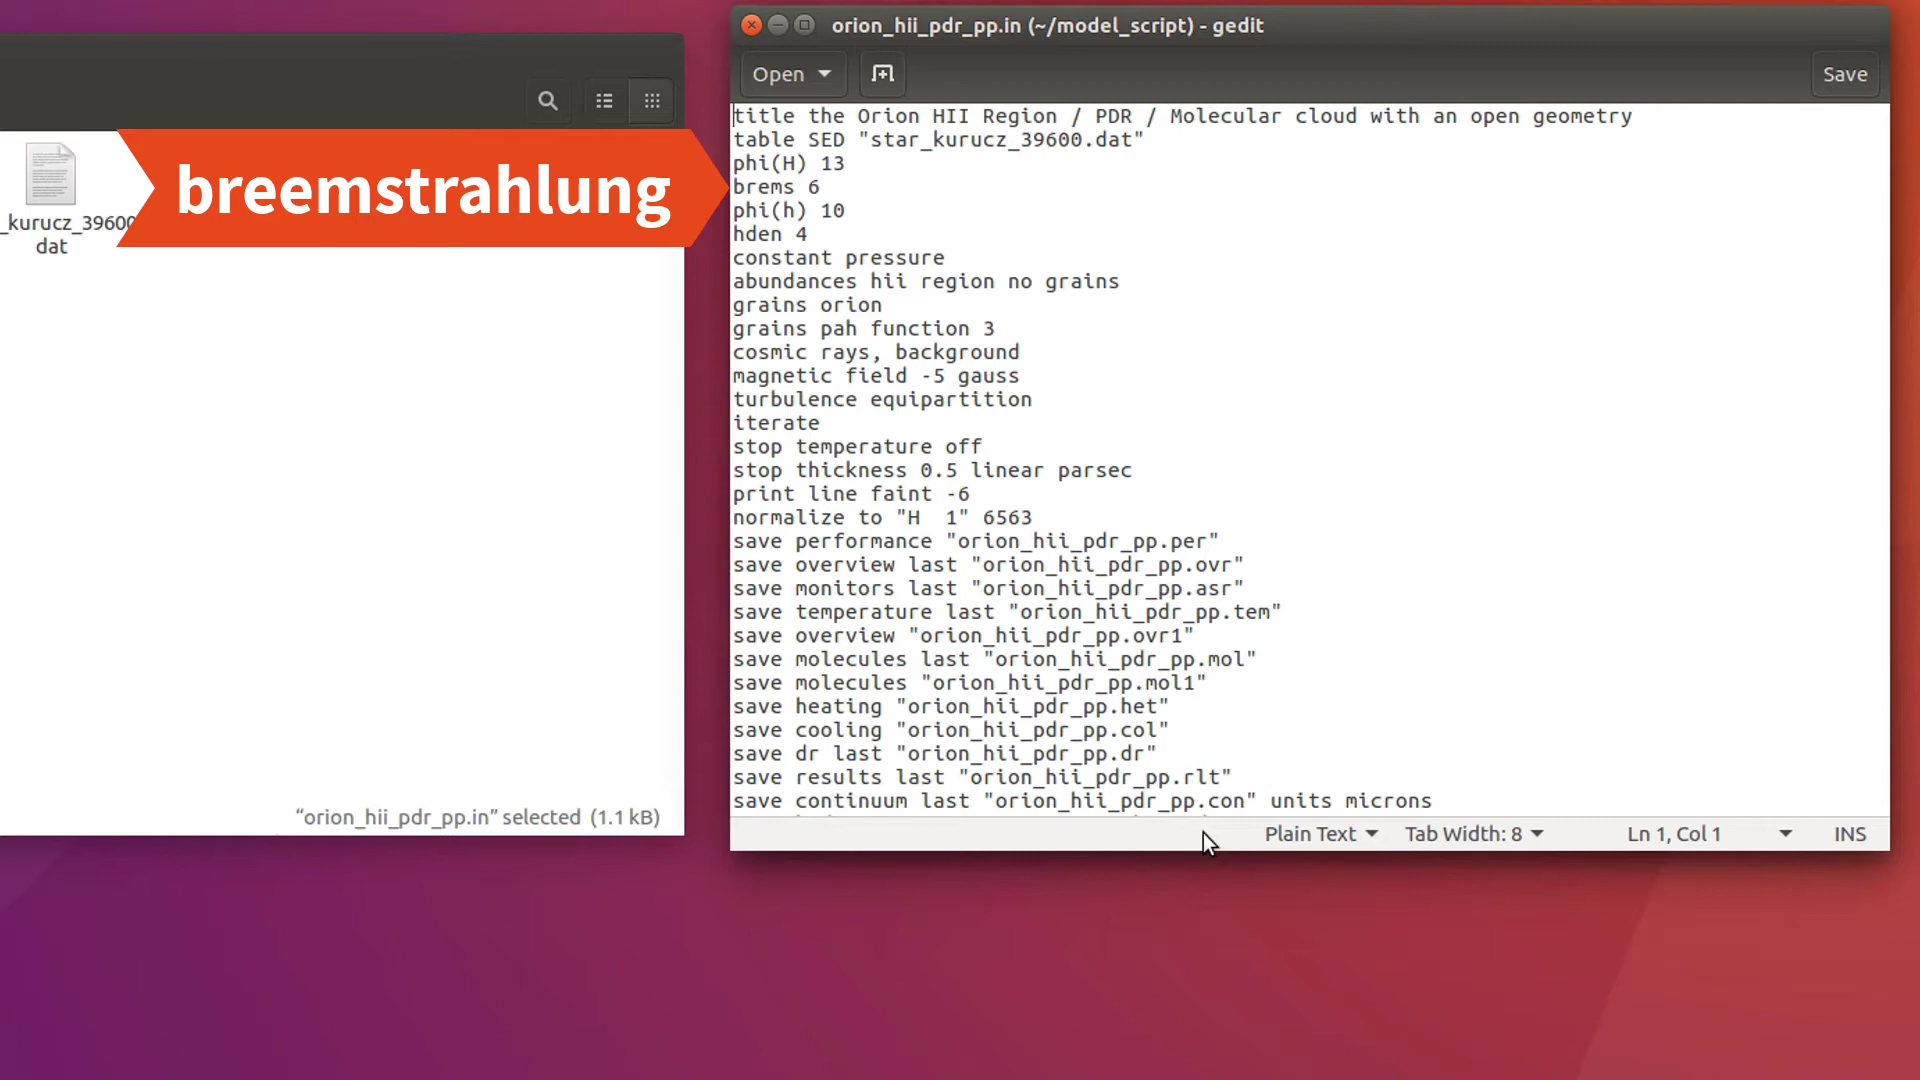 orion_hii_pdr_pp.in (~/model_script) - gedit
Open
Save
breemstrahlung
_kurucz_39600
dat
title the Orion HII Region / PDR / Molecular cloud with an open geometry
table SED "star_kurucz_39600.dat"
phi(H) 13
brems 6
phi(h) 10
hden 4
constant pressure
abundances hii region no grains
grains orion
grains pah function 3
cosmic rays, background
magnetic field -5 gauss
turbulence equipartition
iterate
stop temperature off
stop thickness 0.5 linear parsec
print line faint -6
normalize to "H  1" 6563
save performance "orion_hii_pdr_pp.per"
save overview last "orion_hii_pdr_pp.ovr"
save monitors last "orion_hii_pdr_pp.asr"
save temperature last "orion_hii_pdr_pp.tem"
save overview "orion_hii_pdr_pp.ovr1"
save molecules last "orion_hii_pdr_pp.mol"
save molecules "orion_hii_pdr_pp.mol1"
save heating "orion_hii_pdr_pp.het"
save cooling "orion_hii_pdr_pp.col"
save dr last "orion_hii_pdr_pp.dr"
save results last "orion_hii_pdr_pp.rlt"
save continuum last "orion_hii_pdr_pp.con" units microns
“orion_hii_pdr_pp.in” selected (1.1 kB)
Plain Text
Tab Width: 8
Ln 1, Col 1
INS